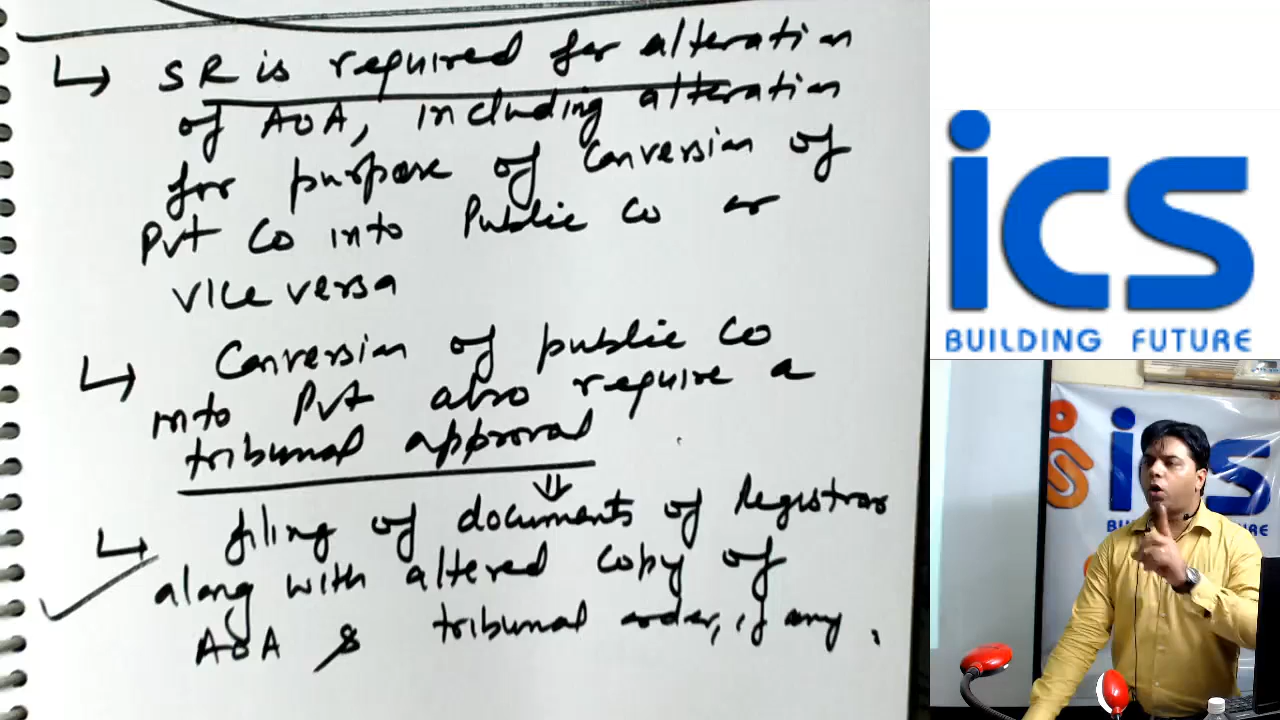 SR is required for alteration
of AOA, including alteration
for purpose of conversion of
Pvt Co into Public Co or
vice versa
Conversion of public Co
into Pvt also require a
tribunal approval
filing of documents of Registrar
along with altered copy of
AOA & tribunal order, if any.
ics
BUILDING FUTURE
ics